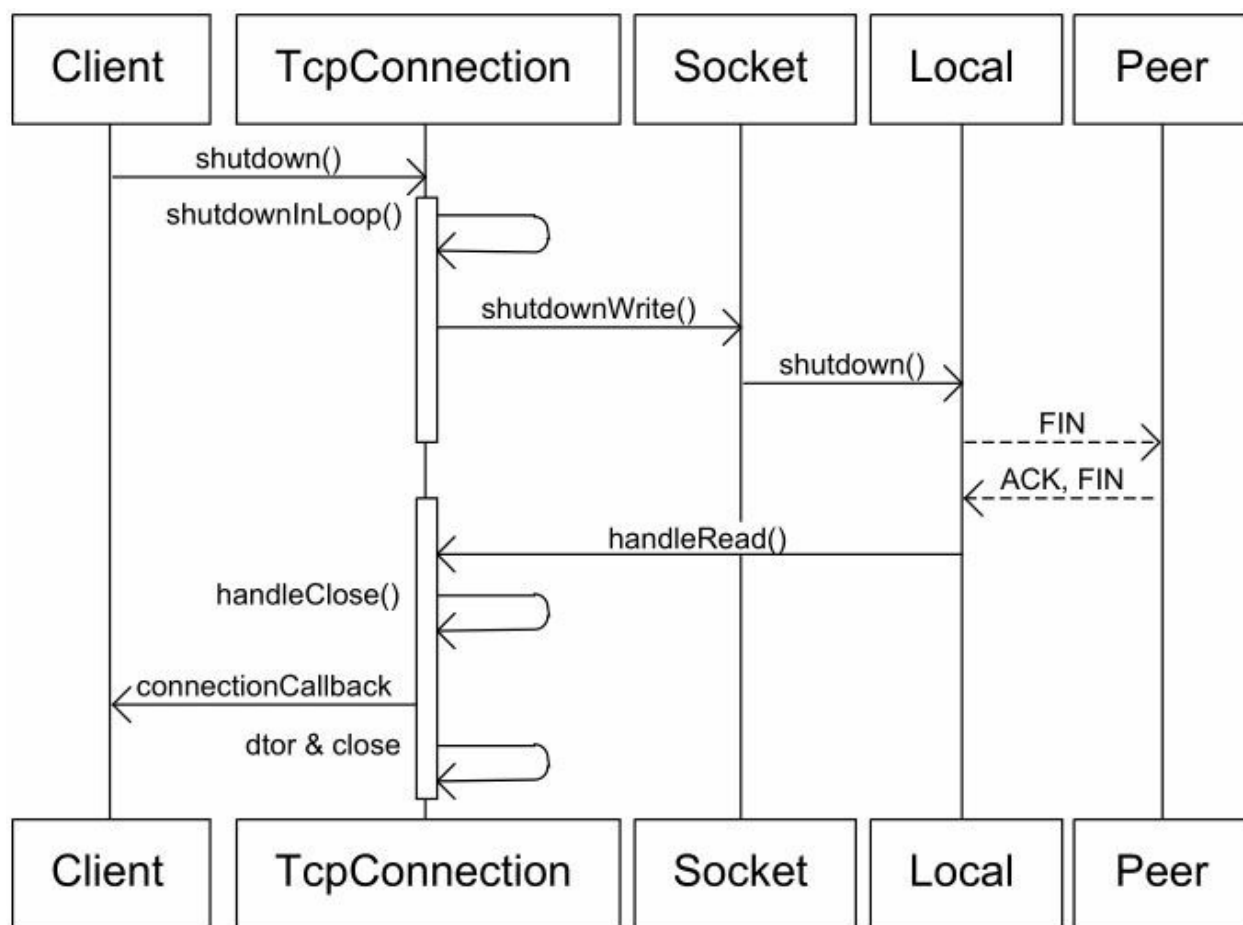 Client TcpConnection Socket Local Peer
shutdown()
shutdownInLoop()
shutdownWrite()
shutdown()
FIN
ACK, FIN
handleRead()
handleClose()
connectionCallback
dtor & close
Client TcpConnection Socket Local Peer